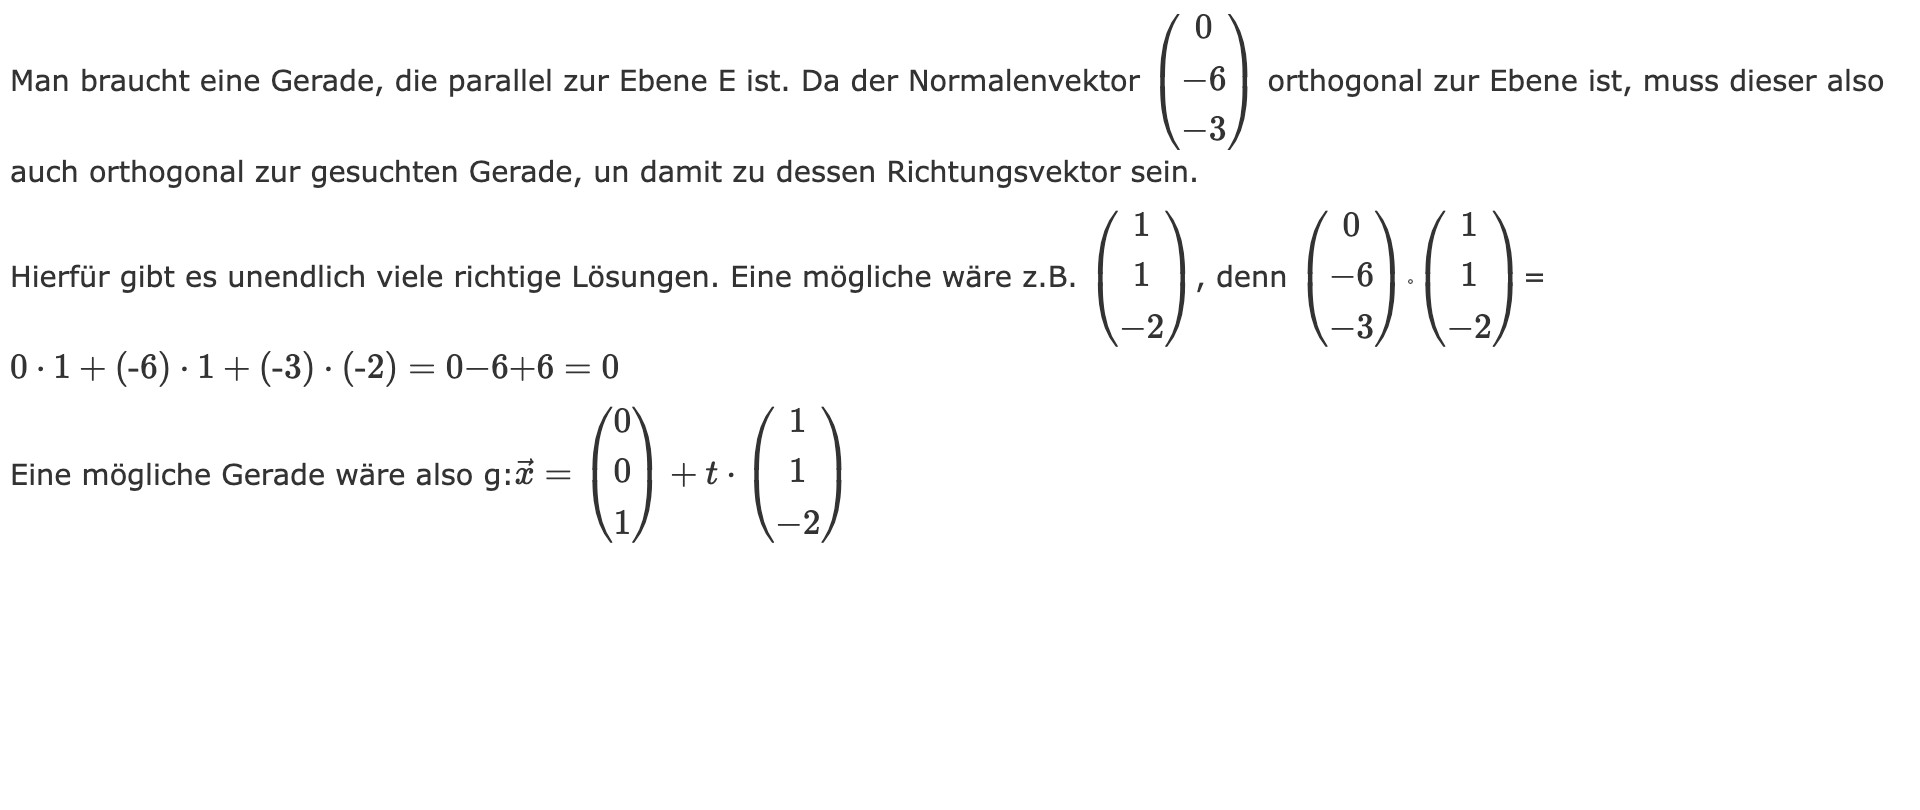 Man braucht eine Gerade, die parallel zur Ebene E ist. Da der Normalenvektor $\begin{pmatrix} 0 \\ -6 \\ -3 \end{pmatrix}$ orthogonal zur Ebene ist, muss dieser also
auch orthogonal zur gesuchten Gerade, un damit zu dessen Richtungsvektor sein.
Hierfür gibt es unendlich viele richtige Lösungen. Eine mögliche wäre z.B. $\begin{pmatrix} 1 \\ 1 \\ -2 \end{pmatrix}$, denn $\begin{pmatrix} 0 \\ -6 \\ -3 \end{pmatrix} \circ \begin{pmatrix} 1 \\ 1 \\ -2 \end{pmatrix}$ =
$0 \cdot 1 + (-6) \cdot 1 + (-3) \cdot (-2) = 0-6+6 = 0$
Eine mögliche Gerade wäre also g: $\vec{x} = \begin{pmatrix} 0 \\ 0 \\ 1 \end{pmatrix} + t \cdot \begin{pmatrix} 1 \\ 1 \\ -2 \end{pmatrix}$